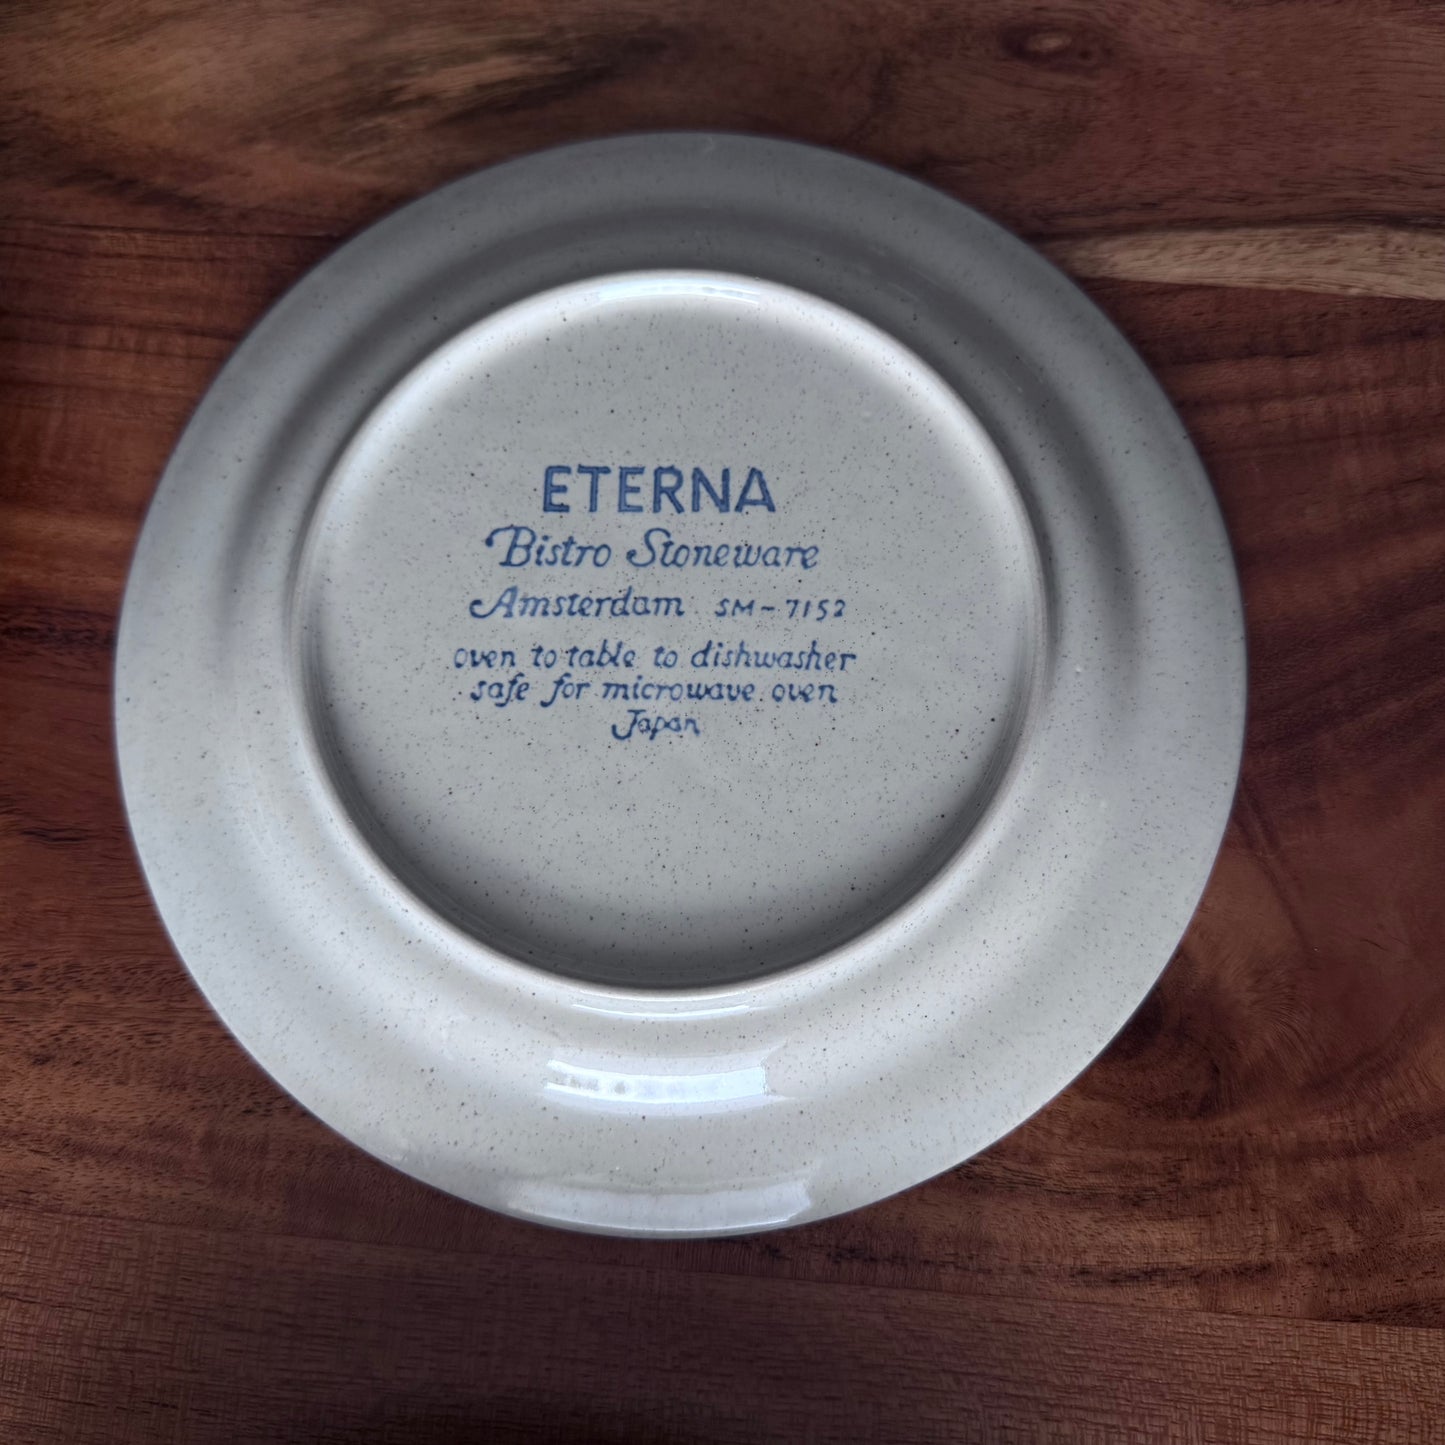 ETERNA
Bistro Stoneware
Amsterdam SM-7152
oven to table to dishwasher
safe for microwave oven
Japan